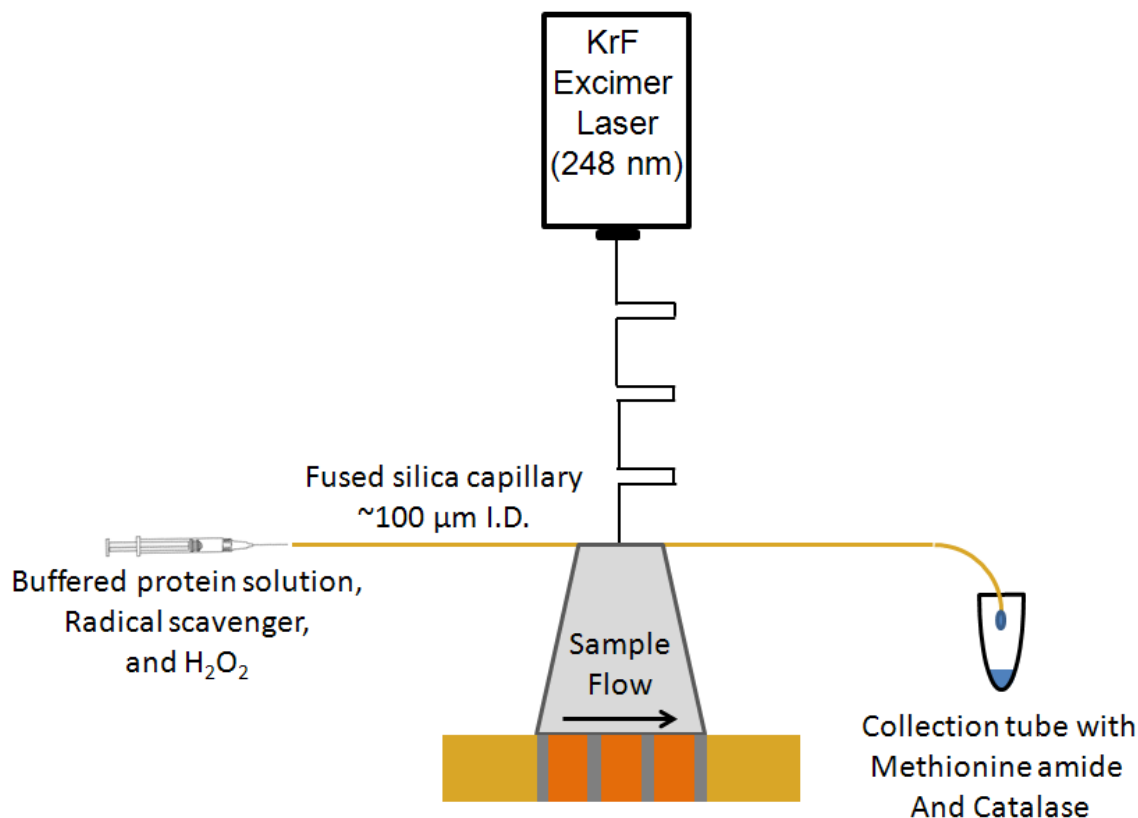 KrF
Excimer
Laser
(248 nm)
Fused silica capillary
~100 µm I.D.
Buffered protein solution,
Radical scavenger,
and H₂O₂
Sample
Flow
Collection tube with
Methionine amide
And Catalase